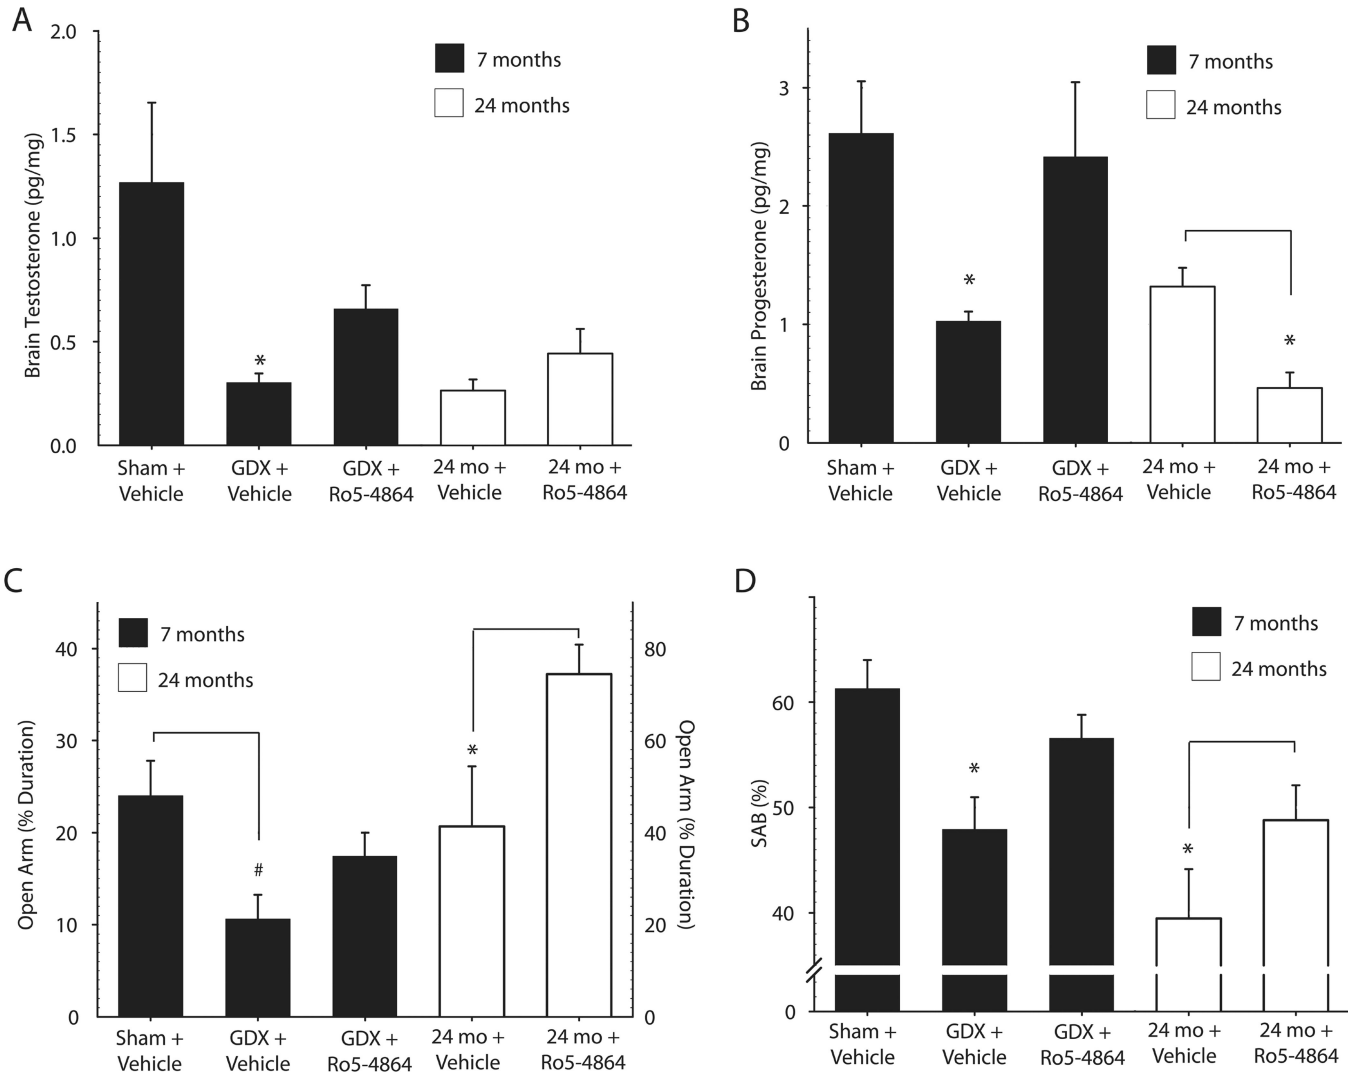 A
2.0
1.5
1.0
0.5
0.0
Brain Testosterone (pg/mg)
7 months
24 months
*
Sham +
Vehicle
GDX +
Vehicle
GDX +
Ro5-4864
24 mo +
Vehicle
24 mo +
Ro5-4864
B
3
2
1
0
Brain Progesterone (pg/mg)
7 months
24 months
*
*
Sham +
Vehicle
GDX +
Vehicle
GDX +
Ro5-4864
24 mo +
Vehicle
24 mo +
Ro5-4864
C
40
30
20
10
0
Open Arm (% Duration)
7 months
24 months
#
*
80
60
40
20
0
Open Arm (% Duration)
Sham +
Vehicle
GDX +
Vehicle
GDX +
Ro5-4864
24 mo +
Vehicle
24 mo +
Ro5-4864
D
60
50
40
0
SAB (%)
7 months
24 months
*
*
Sham +
Vehicle
GDX +
Vehicle
GDX +
Ro5-4864
24 mo +
Vehicle
24 mo +
Ro5-4864